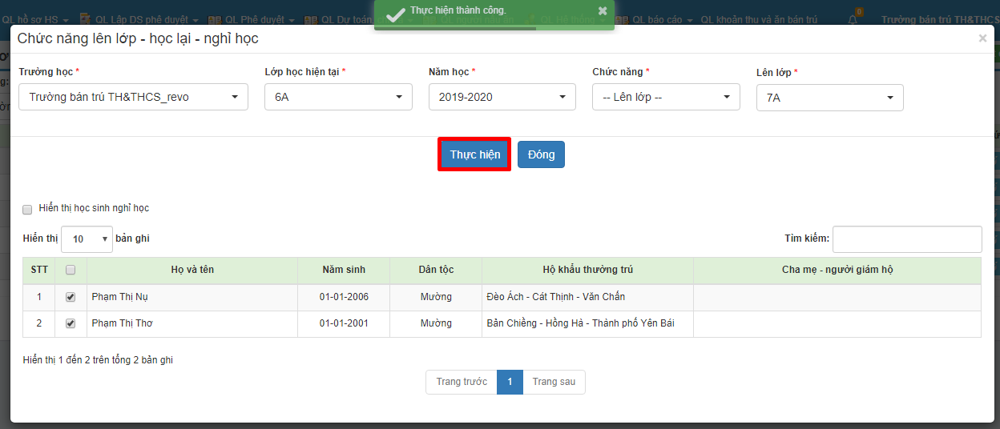 Thực hiện thành công.
QL hồ sơ HS QL Lập DS phê duyệt QL Phê duyệt QL Dự toán, QL Hệ thống QL báo cáo QL khoản thu và ăn bán trú 0 Trường bán trú TH&THCS
Chức năng lên lớp - học lại - nghỉ học ×
Trường học * Lớp học hiện tại * Năm học * Chức năng * Lên lớp *
Trường bán trú TH&THCS_revo 6A 2019-2020 -- Lên lớp -- 7A
Thực hiện Đóng
Hiển thị học sinh nghỉ học
Hiển thị 10 bản ghi Tìm kiếm:
STT Họ và tên Năm sinh Dân tộc Hộ khẩu thường trú Cha mẹ - người giám hộ
1 Phạm Thị Nụ 01-01-2006 Mường Đèo Ách - Cát Thịnh - Văn Chấn
2 Phạm Thị Thơ 01-01-2001 Mường Bản Chiềng - Hồng Hà - Thành phố Yên Bái
Hiển thị 1 đến 2 trên tổng 2 bản ghi
Trang trước 1 Trang sau